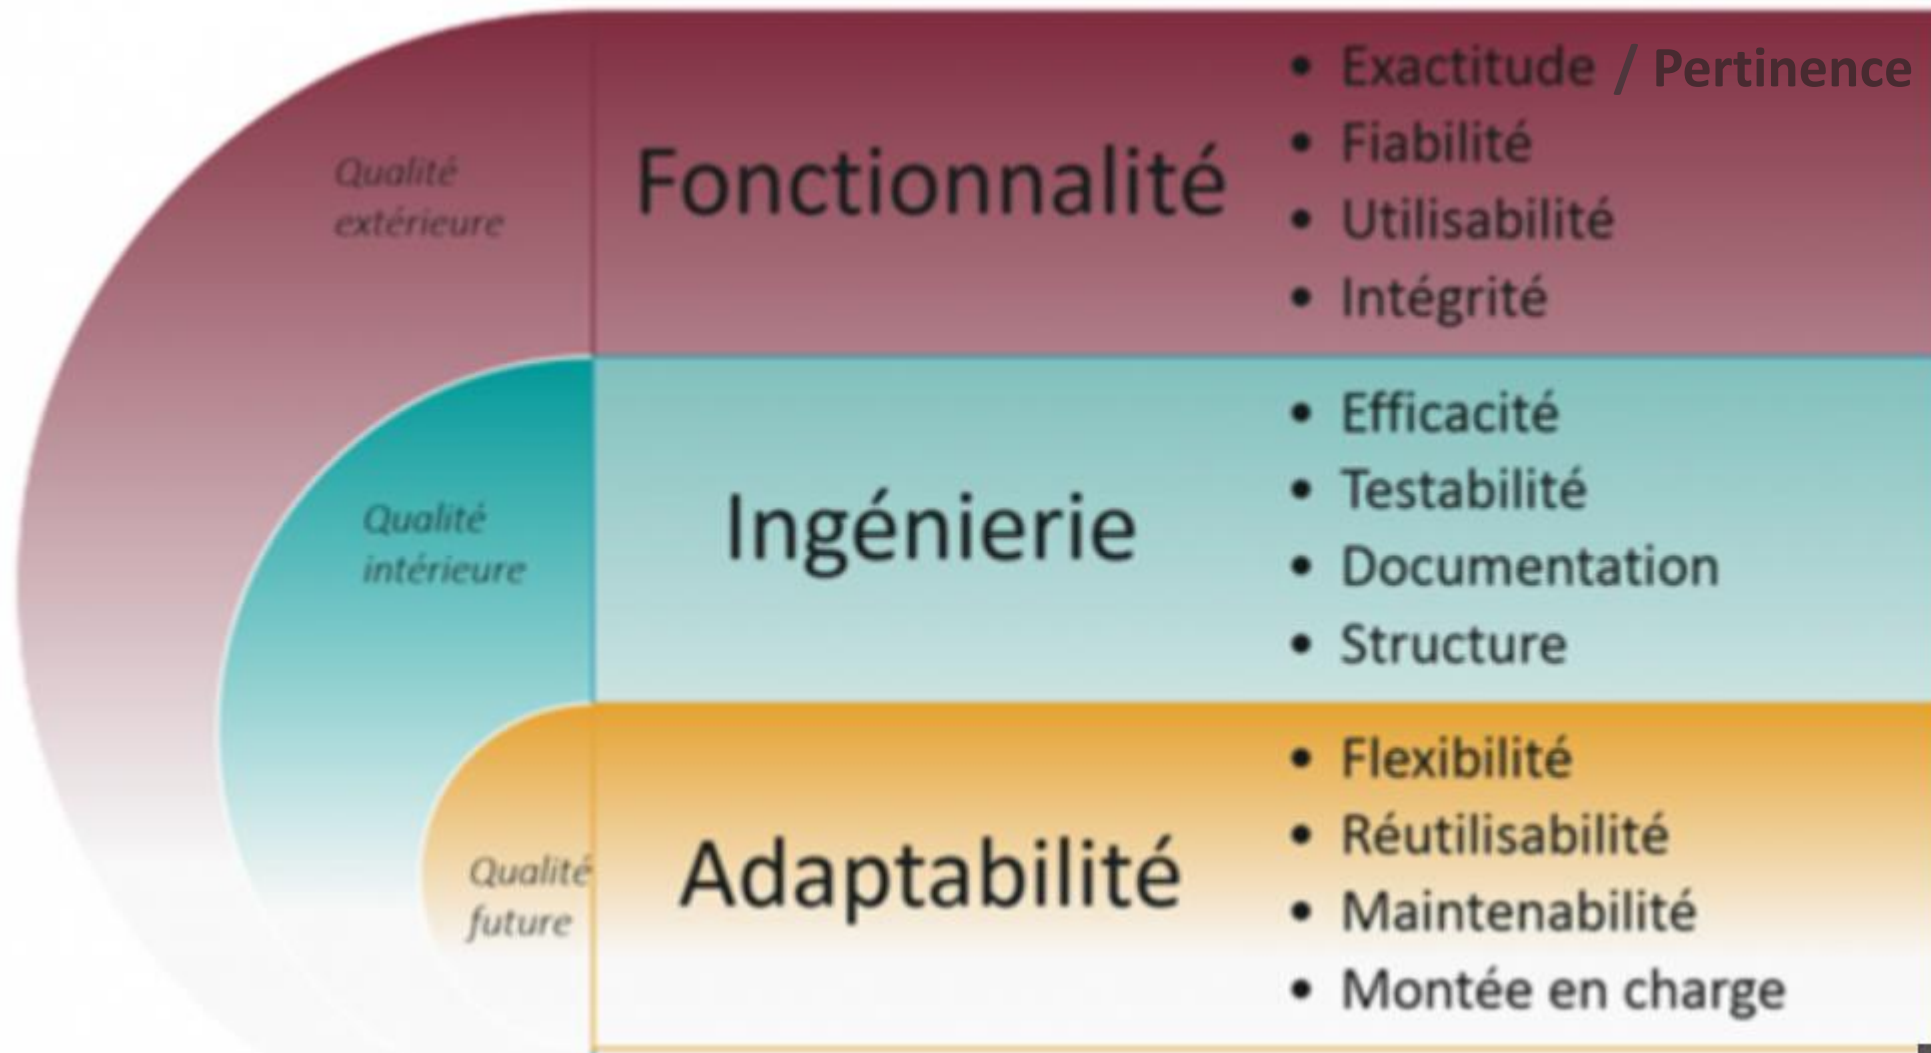 Qualité
extérieure
Fonctionnalité
• Exactitude / Pertinence
• Fiabilité
• Utilisabilité
• Intégrité
Qualité
intérieure
Ingénierie
• Efficacité
• Testabilité
• Documentation
• Structure
Qualité
future
Adaptabilité
• Flexibilité
• Réutilisabilité
• Maintenabilité
• Montée en charge